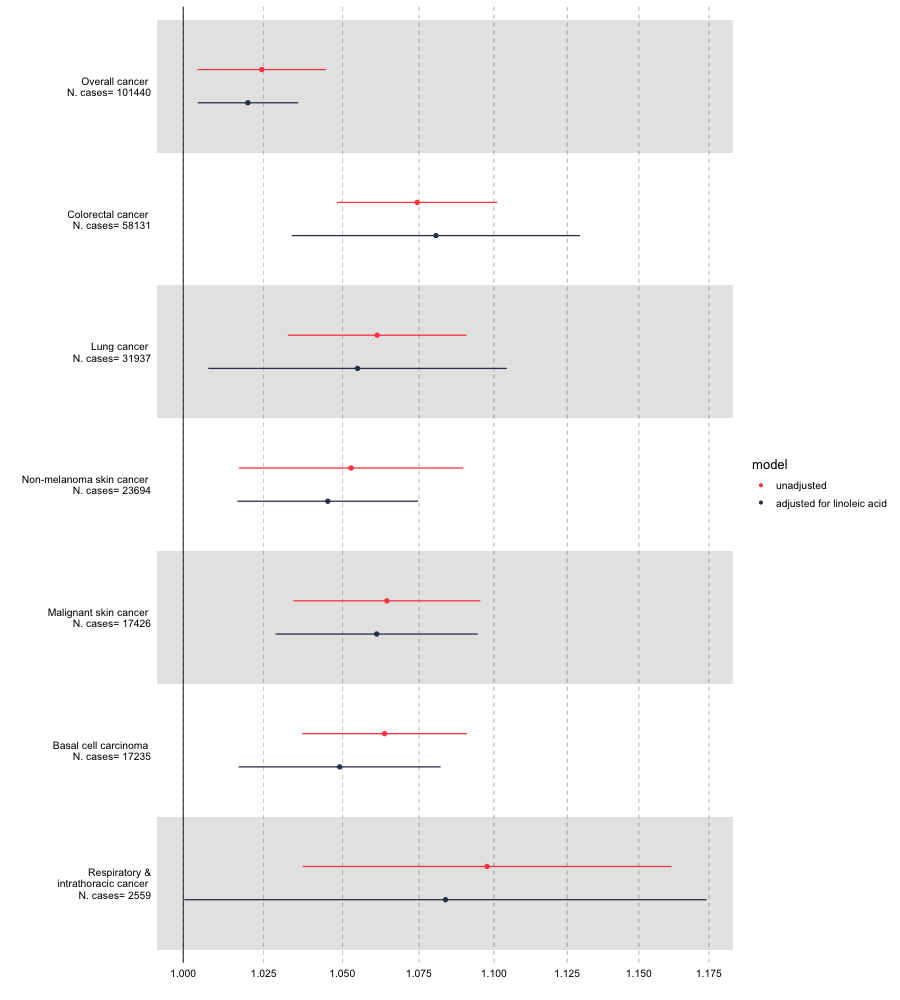 Overall cancer
N. cases= 101440
Colorectal cancer
N. cases= 58131
Lung cancer
N. cases= 31937
Non-melanoma skin cancer
N. cases= 23694
Malignant skin cancer
N. cases= 17426
Basal cell carcinoma
N. cases= 17235
Respiratory &
intrathoracic cancer
N. cases= 2559
1.000 1.025 1.050 1.075 1.100 1.125 1.150 1.175
model
unadjusted
adjusted for linoleic acid